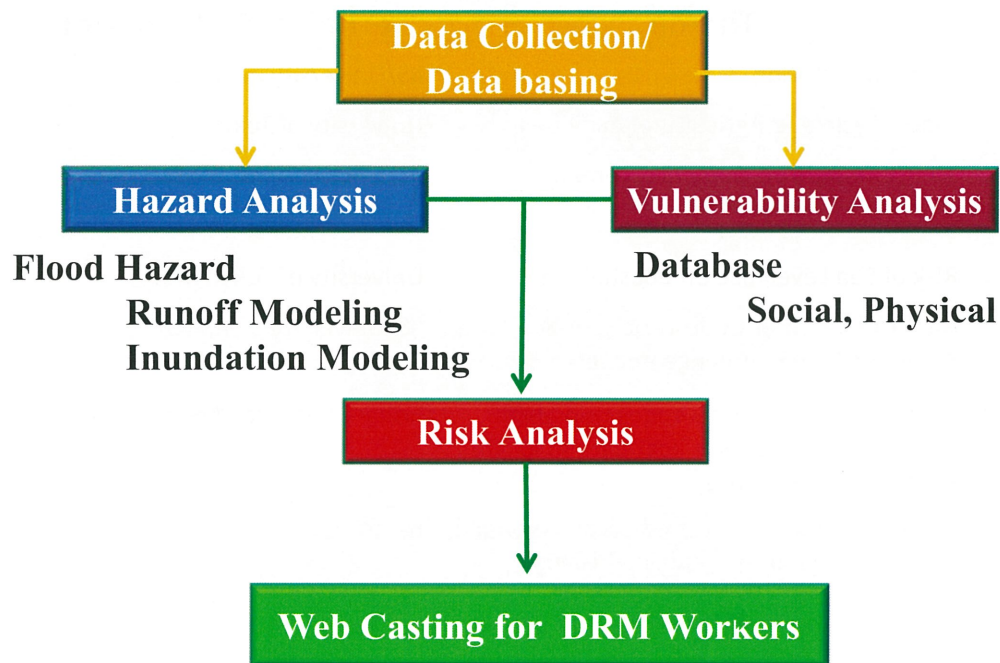 Data Collection/
Data basing
Hazard Analysis
Vulnerability Analysis
Flood Hazard
Runoff Modeling
Inundation Modeling
Database
Social, Physical
Risk Analysis
Web Casting for DRM Workers